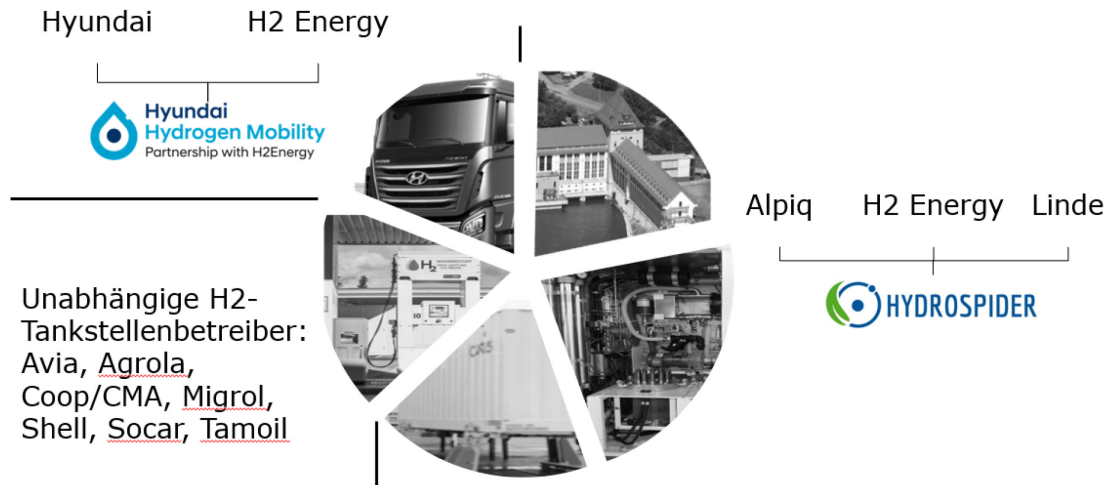 Hyundai
H2 Energy
Hyundai
Hydrogen Mobility
Partnership with H2Energy
Alpiq
H2 Energy
Linde
HYDROSPIDER
Unabhängige H2-
Tankstellenbetreiber:
Avia, Agrola,
Coop/CMA, Migrol,
Shell, Socar, Tamoil
H2